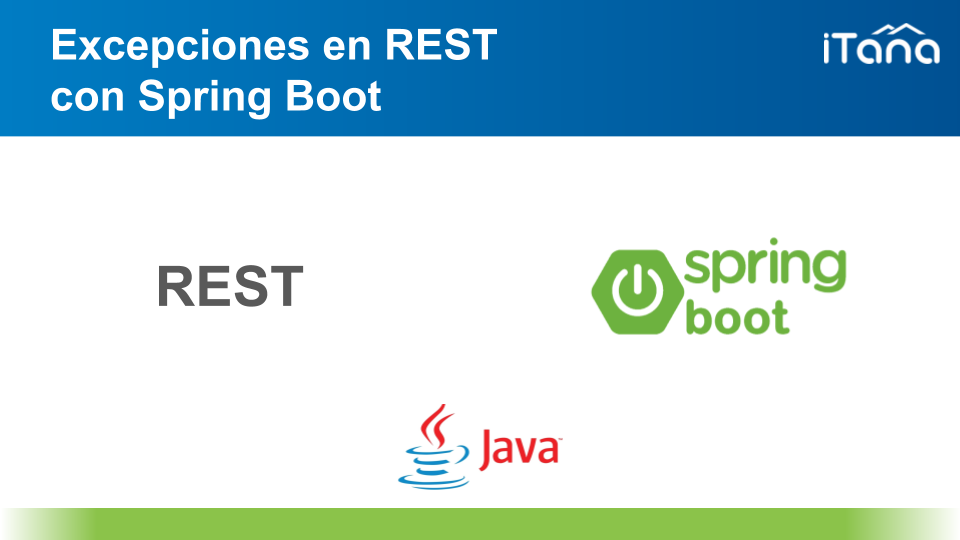 Excepciones en REST
con Spring Boot
iTana
REST
spring
boot
Java